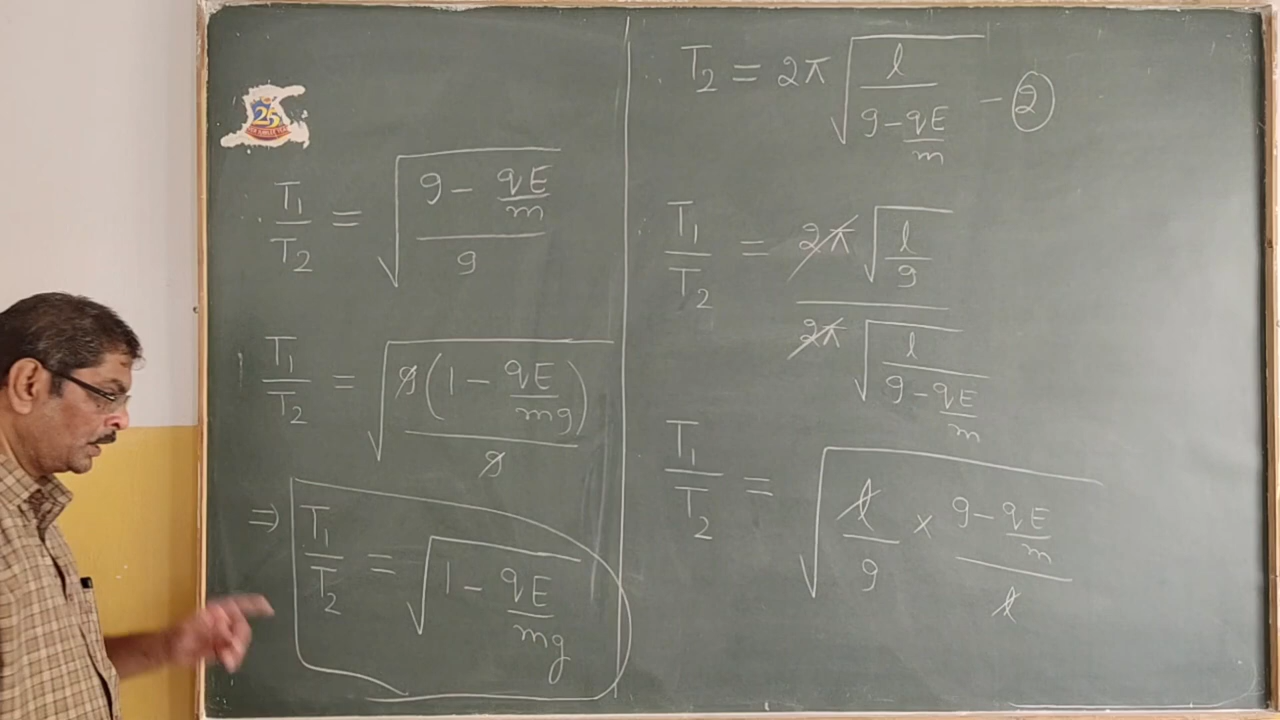 T₂ = 2π √(l / (g - qE/m)) - ②
T₁/T₂ = 2π √(l/g) / 2π √(l / (g - qE/m))
T₁/T₂ = √(l/g × (g - qE/m) / l)
T₁/T₂ = √((g - qE/m) / g)
T₁/T₂ = √(g(1 - qE/mg) / g)
⇒ T₁/T₂ = √(1 - qE/mg)
25